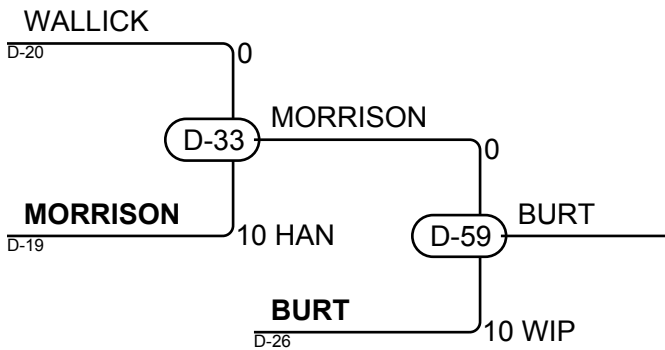 WALLICK
D-20
0
D-33
MORRISON
0
MORRISON
D-19
10 HAN
D-59
BURT
BURT
D-26
10 WIP